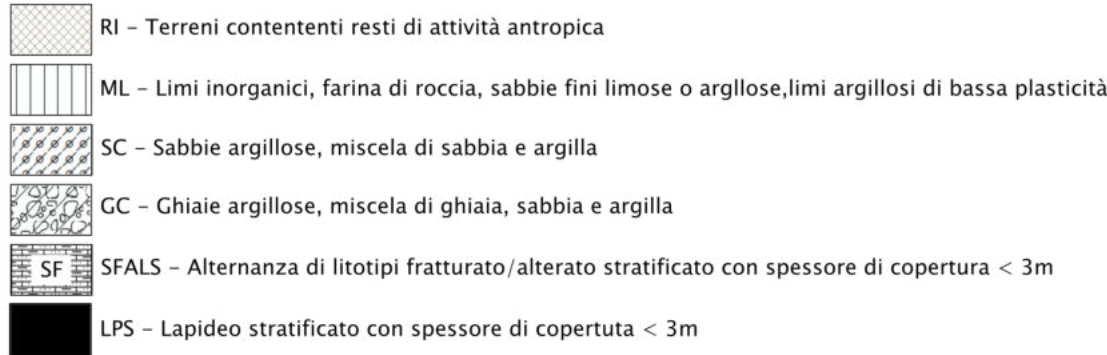 RI – Terreni contententi resti di attività antropica
ML – Limi inorganici, farina di roccia, sabbie fini limose o argllose,limi argillosi di bassa plasticità
SC – Sabbie argillose, miscela di sabbia e argilla
GC – Ghiaie argillose, miscela di ghiaia, sabbia e argilla
SF SFALS – Alternanza di litotipi fratturato/alterato stratificato con spessore di copertura < 3m
LPS – Lapideo stratificato con spessore di copertuta < 3m